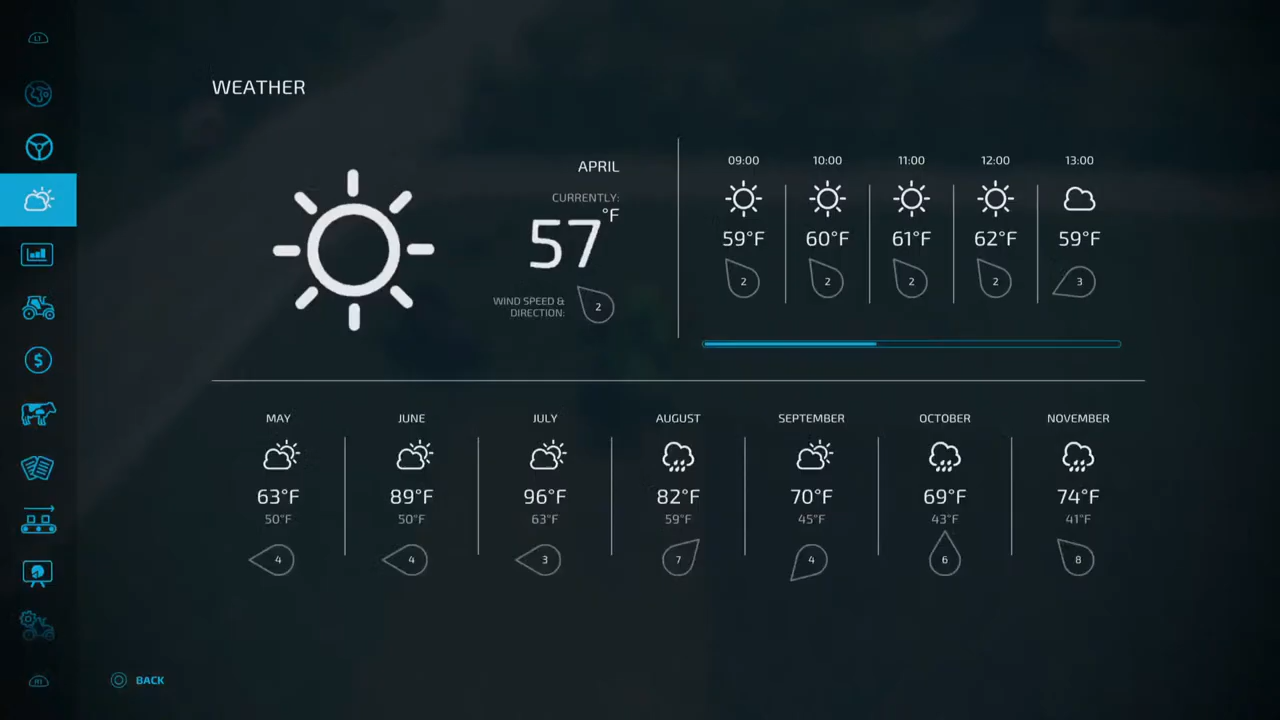 L1
WEATHER
APRIL
CURRENTLY:
57°F
WIND SPEED &
DIRECTION:
2
09:00 10:00 11:00 12:00 13:00
59°F 60°F 61°F 62°F 59°F
2 2 2 2 3
MAY JUNE JULY AUGUST SEPTEMBER OCTOBER NOVEMBER
63°F 89°F 96°F 82°F 70°F 69°F 74°F
50°F 50°F 63°F 59°F 45°F 43°F 41°F
4 4 3 7 4 6 8
$
BACK